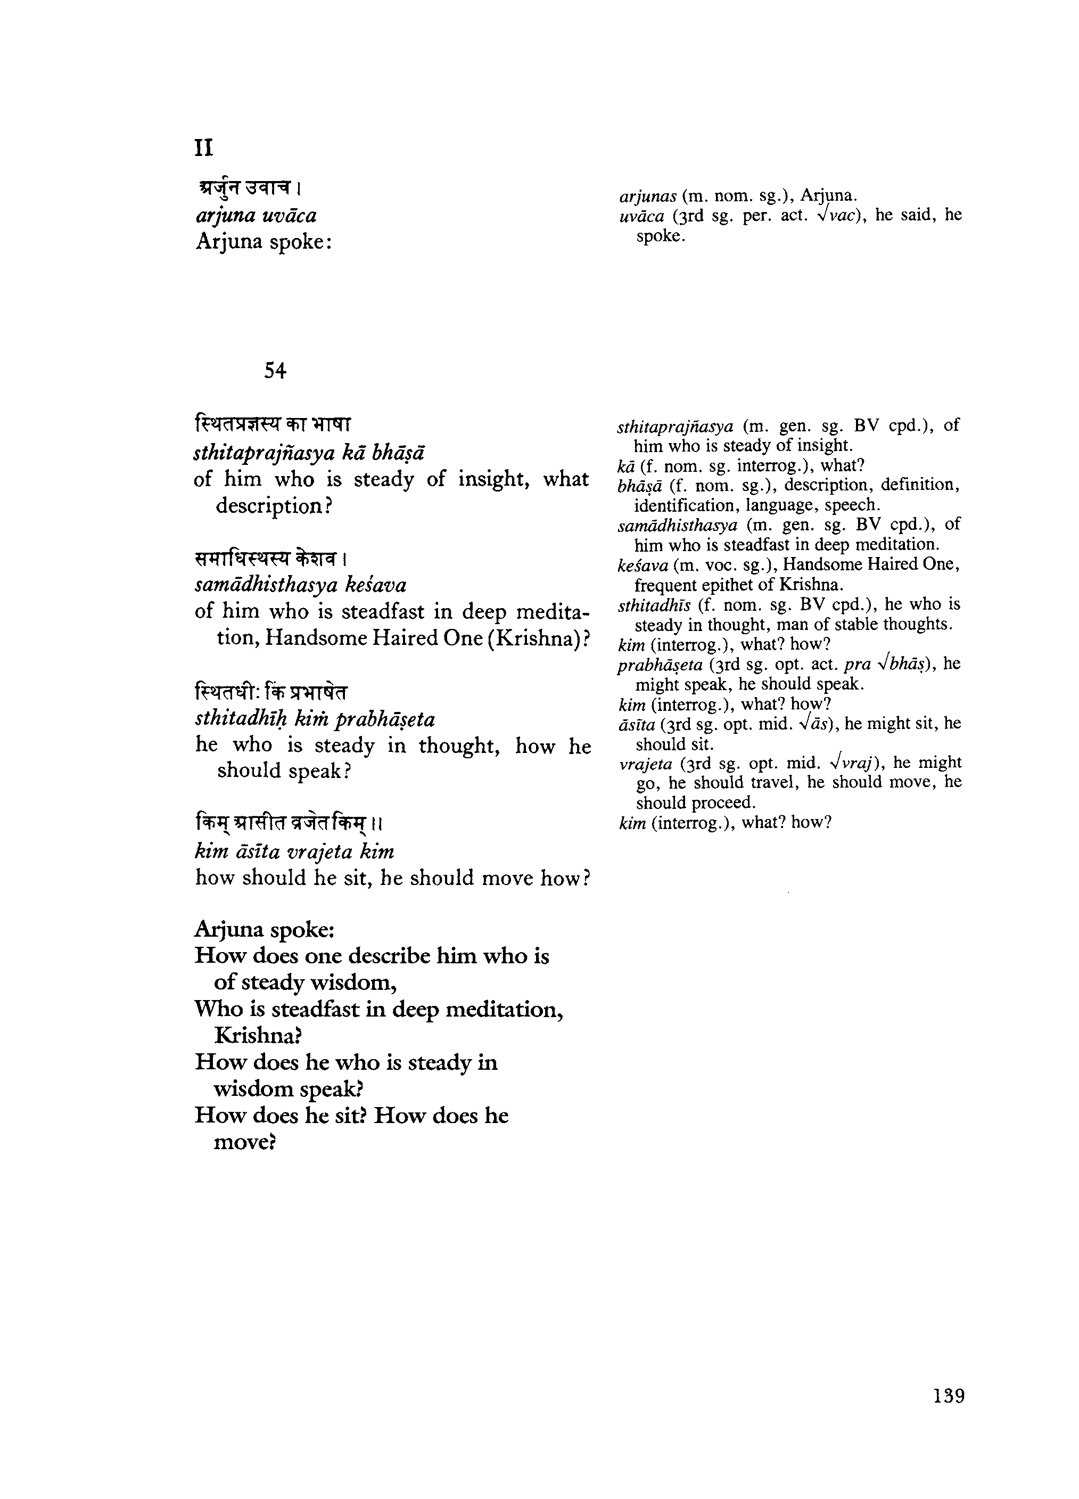 II
अर्जुन उवाच ।
arjuna uvāca
Arjuna spoke:
arjunas (m. nom. sg.), Arjuna.
uvāca (3rd sg. per. act. √vac), he said, he
spoke.
54
स्थितप्रज्ञस्य का भाषा
sthitaprajñasya kā bhāṣā
of him who is steady of insight, what
description?
समाधिस्थस्य केशव ।
samādhisthasya keśava
of him who is steadfast in deep medita-
tion, Handsome Haired One (Krishna)?
स्थितधीः किं प्रभाषेत
sthitadhīḥ kiṁ prabhāṣeta
he who is steady in thought, how he
should speak?
किम् आसीत व्रजेत किम् ॥
kim āsīta vrajeta kim
how should he sit, he should move how?
Arjuna spoke:
How does one describe him who is
of steady wisdom,
Who is steadfast in deep meditation,
Krishna?
How does he who is steady in
wisdom speak?
How does he sit? How does he
move?
sthitaprajñasya (m. gen. sg. BV cpd.), of
him who is steady of insight.
kā (f. nom. sg. interrog.), what?
bhāṣā (f. nom. sg.), description, definition,
identification, language, speech.
samādhisthasya (m. gen. sg. BV cpd.), of
him who is steadfast in deep meditation.
keśava (m. voc. sg.), Handsome Haired One,
frequent epithet of Krishna.
sthitadhīs (f. nom. sg. BV cpd.), he who is
steady in thought, man of stable thoughts.
kim (interrog.), what? how?
prabhāṣeta (3rd sg. opt. act. pra √bhāṣ), he
might speak, he should speak.
kim (interrog.), what? how?
āsīta (3rd sg. opt. mid. √ās), he might sit, he
should sit.
vrajeta (3rd sg. opt. mid. √vraj), he might
go, he should travel, he should move, he
should proceed.
kim (interrog.), what? how?
139